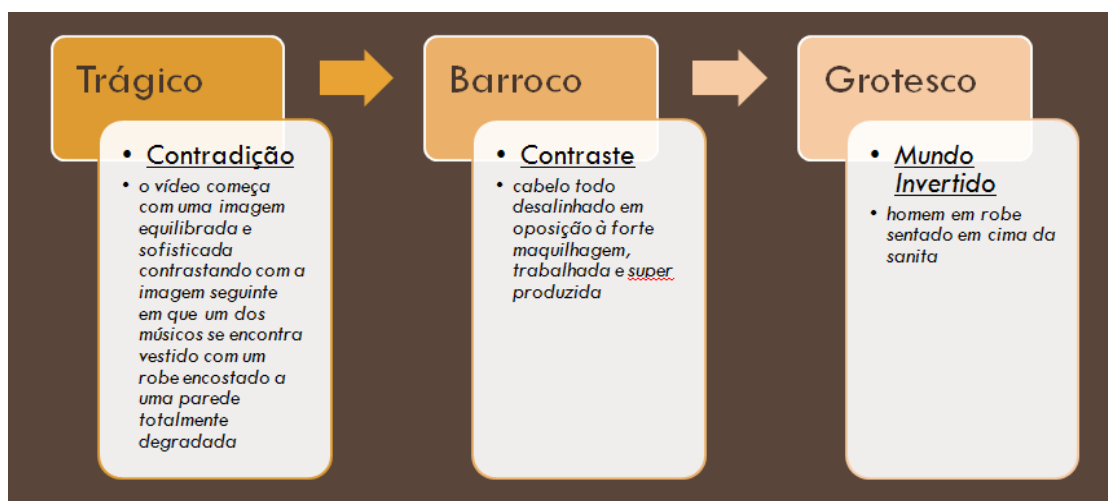 Trágico
• Contradição
• o vídeo começa
com uma imagem
equilibrada e
sofisticada
contrastando com a
imagem seguinte
em que um dos
músicos se encontra
vestido com um
robe encostado a
uma parede
totalmente
degradada
Barroco
• Contraste
• cabelo todo
desalinhado em
oposição à forte
maquilhagem,
trabalhada e super
produzida
Grotesco
• Mundo
Invertido
• homem em robe
sentado em cima da
sanita